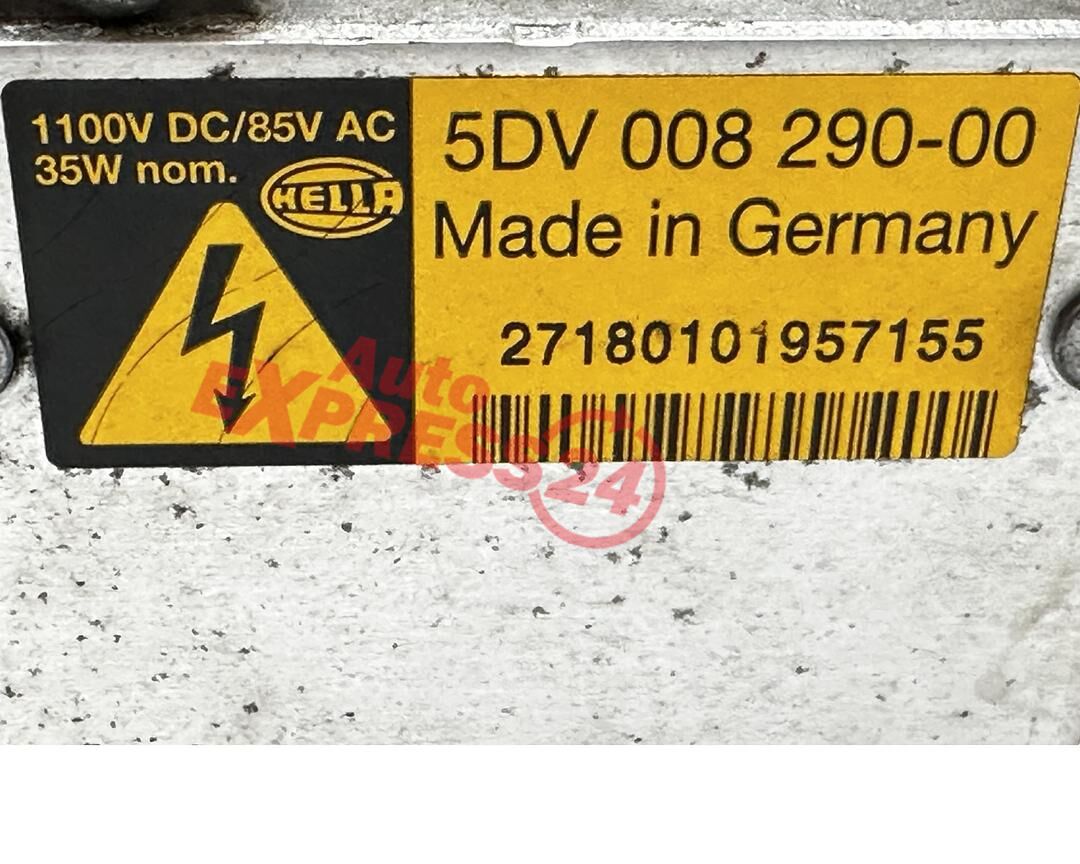 1100V DC/85V AC
35W nom.
HELLA
5DV 008 290-00
Made in Germany
27180101957155
Auto
EXPRESS24